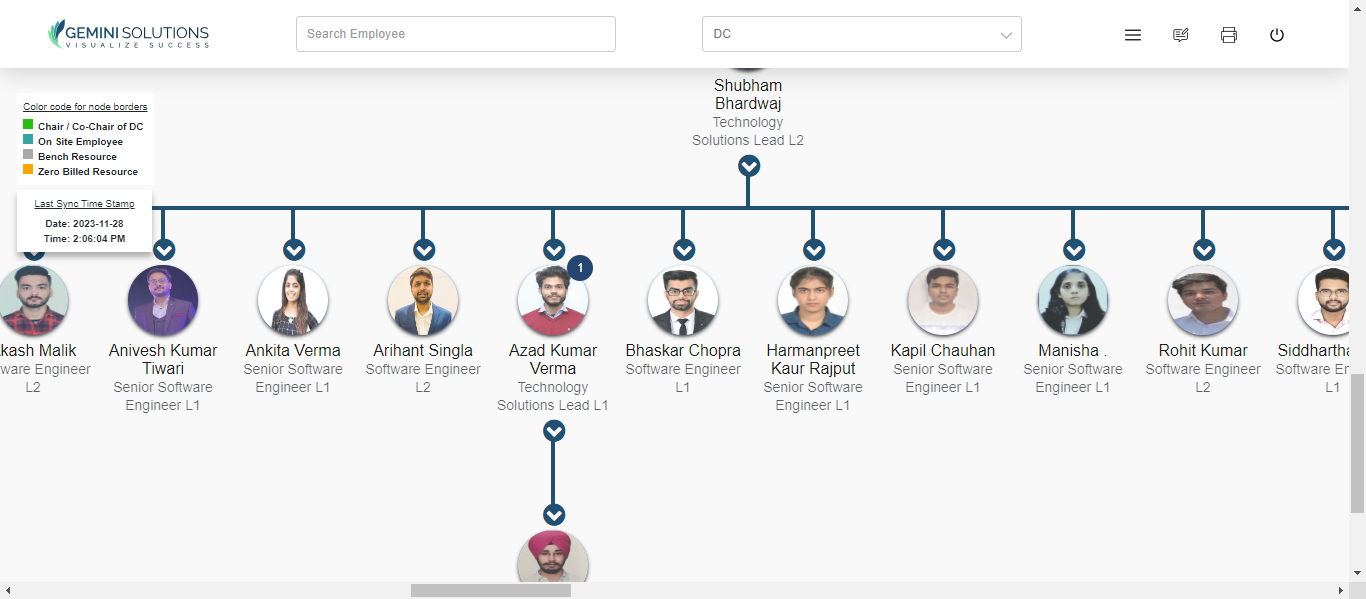 GEMINI SOLUTIONS
VISUALIZE SUCCESS
Search Employee
DC
Color code for node borders
Chair / Co-Chair of DC
On Site Employee
Bench Resource
Zero Billed Resource
Last Sync Time Stamp
Date: 2023-11-28
Time: 2:06:04 PM
Shubham
Bhardwaj
Technology
Solutions Lead L2
kash Malik
ware Engineer
L2
Anivesh Kumar
Tiwari
Senior Software
Engineer L1
Ankita Verma
Senior Software
Engineer L1
Arihant Singla
Software Engineer
L2
1
Azad Kumar
Verma
Technology
Solutions Lead L1
Bhaskar Chopra
Software Engineer
L1
Harmanpreet
Kaur Rajput
Senior Software
Engineer L1
Kapil Chauhan
Senior Software
Engineer L1
Manisha .
Senior Software
Engineer L1
Rohit Kumar
Software Engineer
L2
Siddhartha
Software En
L1